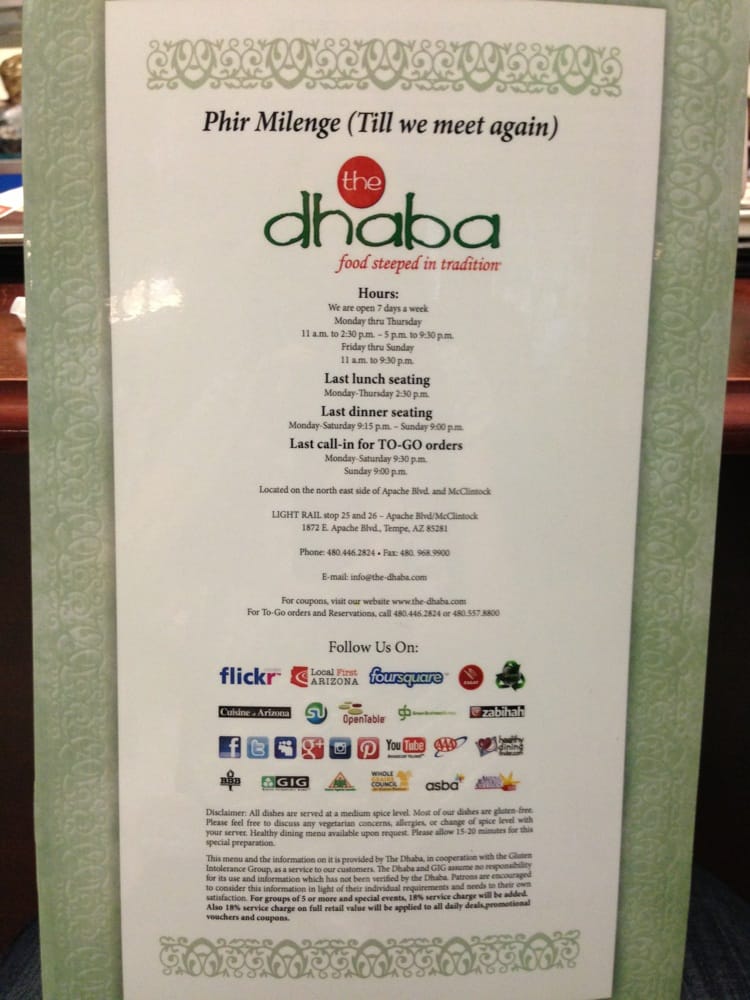 Phir Milenge (Till we meet again)
the
dhaba
food steeped in tradition
Hours:
We are open 7 days a week
Monday thru Thursday
11 a.m. to 2:30 p.m. – 5 p.m. to 9:30 p.m.
Friday thru Sunday
11 a.m. to 9:30 p.m.
Last lunch seating
Monday-Thursday 2:30 p.m.
Last dinner seating
Monday-Saturday 9:15 p.m. – Sunday 9:00 p.m.
Last call-in for TO-GO orders
Monday-Saturday 9:30 p.m.
Sunday 9:00 p.m.
Located on the north east side of Apache Blvd. and McClintock
LIGHT RAIL stop 25 and 26 – Apache Blvd/McClintock
1872 E. Apache Blvd., Tempe, AZ 85281
Phone: 480.446.2824 • Fax: 480. 968.9900
E-mail: info@the-dhaba.com
For coupons, visit our website www.the-dhaba.com
For To-Go orders and Reservations, call 480.446.2824 or 480.557.8800
Follow Us On:
flickr Local First ARIZONA foursquare
Cuisine of Arizona SU OpenTable gb zabihah
f t g+ P YouTube AAA healthy dining finder.com
BBB GIG WHOLE GRAINS COUNCIL asba
Disclaimer: All dishes are served at a medium spice level. Most of our dishes are gluten-free.
Please feel free to discuss any vegetarian concerns, allergies, or change of spice level with
your server. Healthy dining menu available upon request. Please allow 15-20 minutes for this
special preparation.
This menu and the information on it is provided by The Dhaba, in cooperation with the Gluten
Intolerance Group, as a service to our customers. The Dhaba and GIG assume no responsibility
for its use and information which has not been verified by the Dhaba. Patrons are encouraged
to consider this information in light of their individual requirements and needs to their own
satisfaction. For groups of 5 or more and special events, 18% service charge will be added.
Also 18% service charge on full retail value will be applied to all daily deals,promotional
vouchers and coupons.